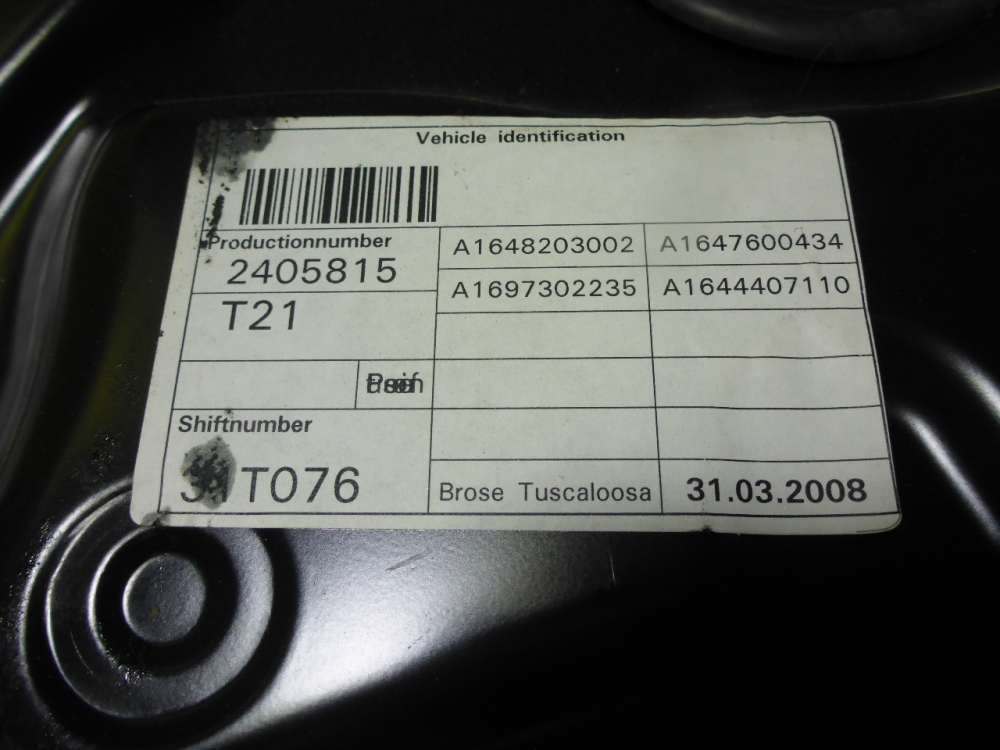 Vehicle identification
Productionnumber
2405815
T21
Shiftnumber
T076
A1648203002 A1647600434
A1697302235 A1644407110
Brose Tuscaloosa 31.03.2008